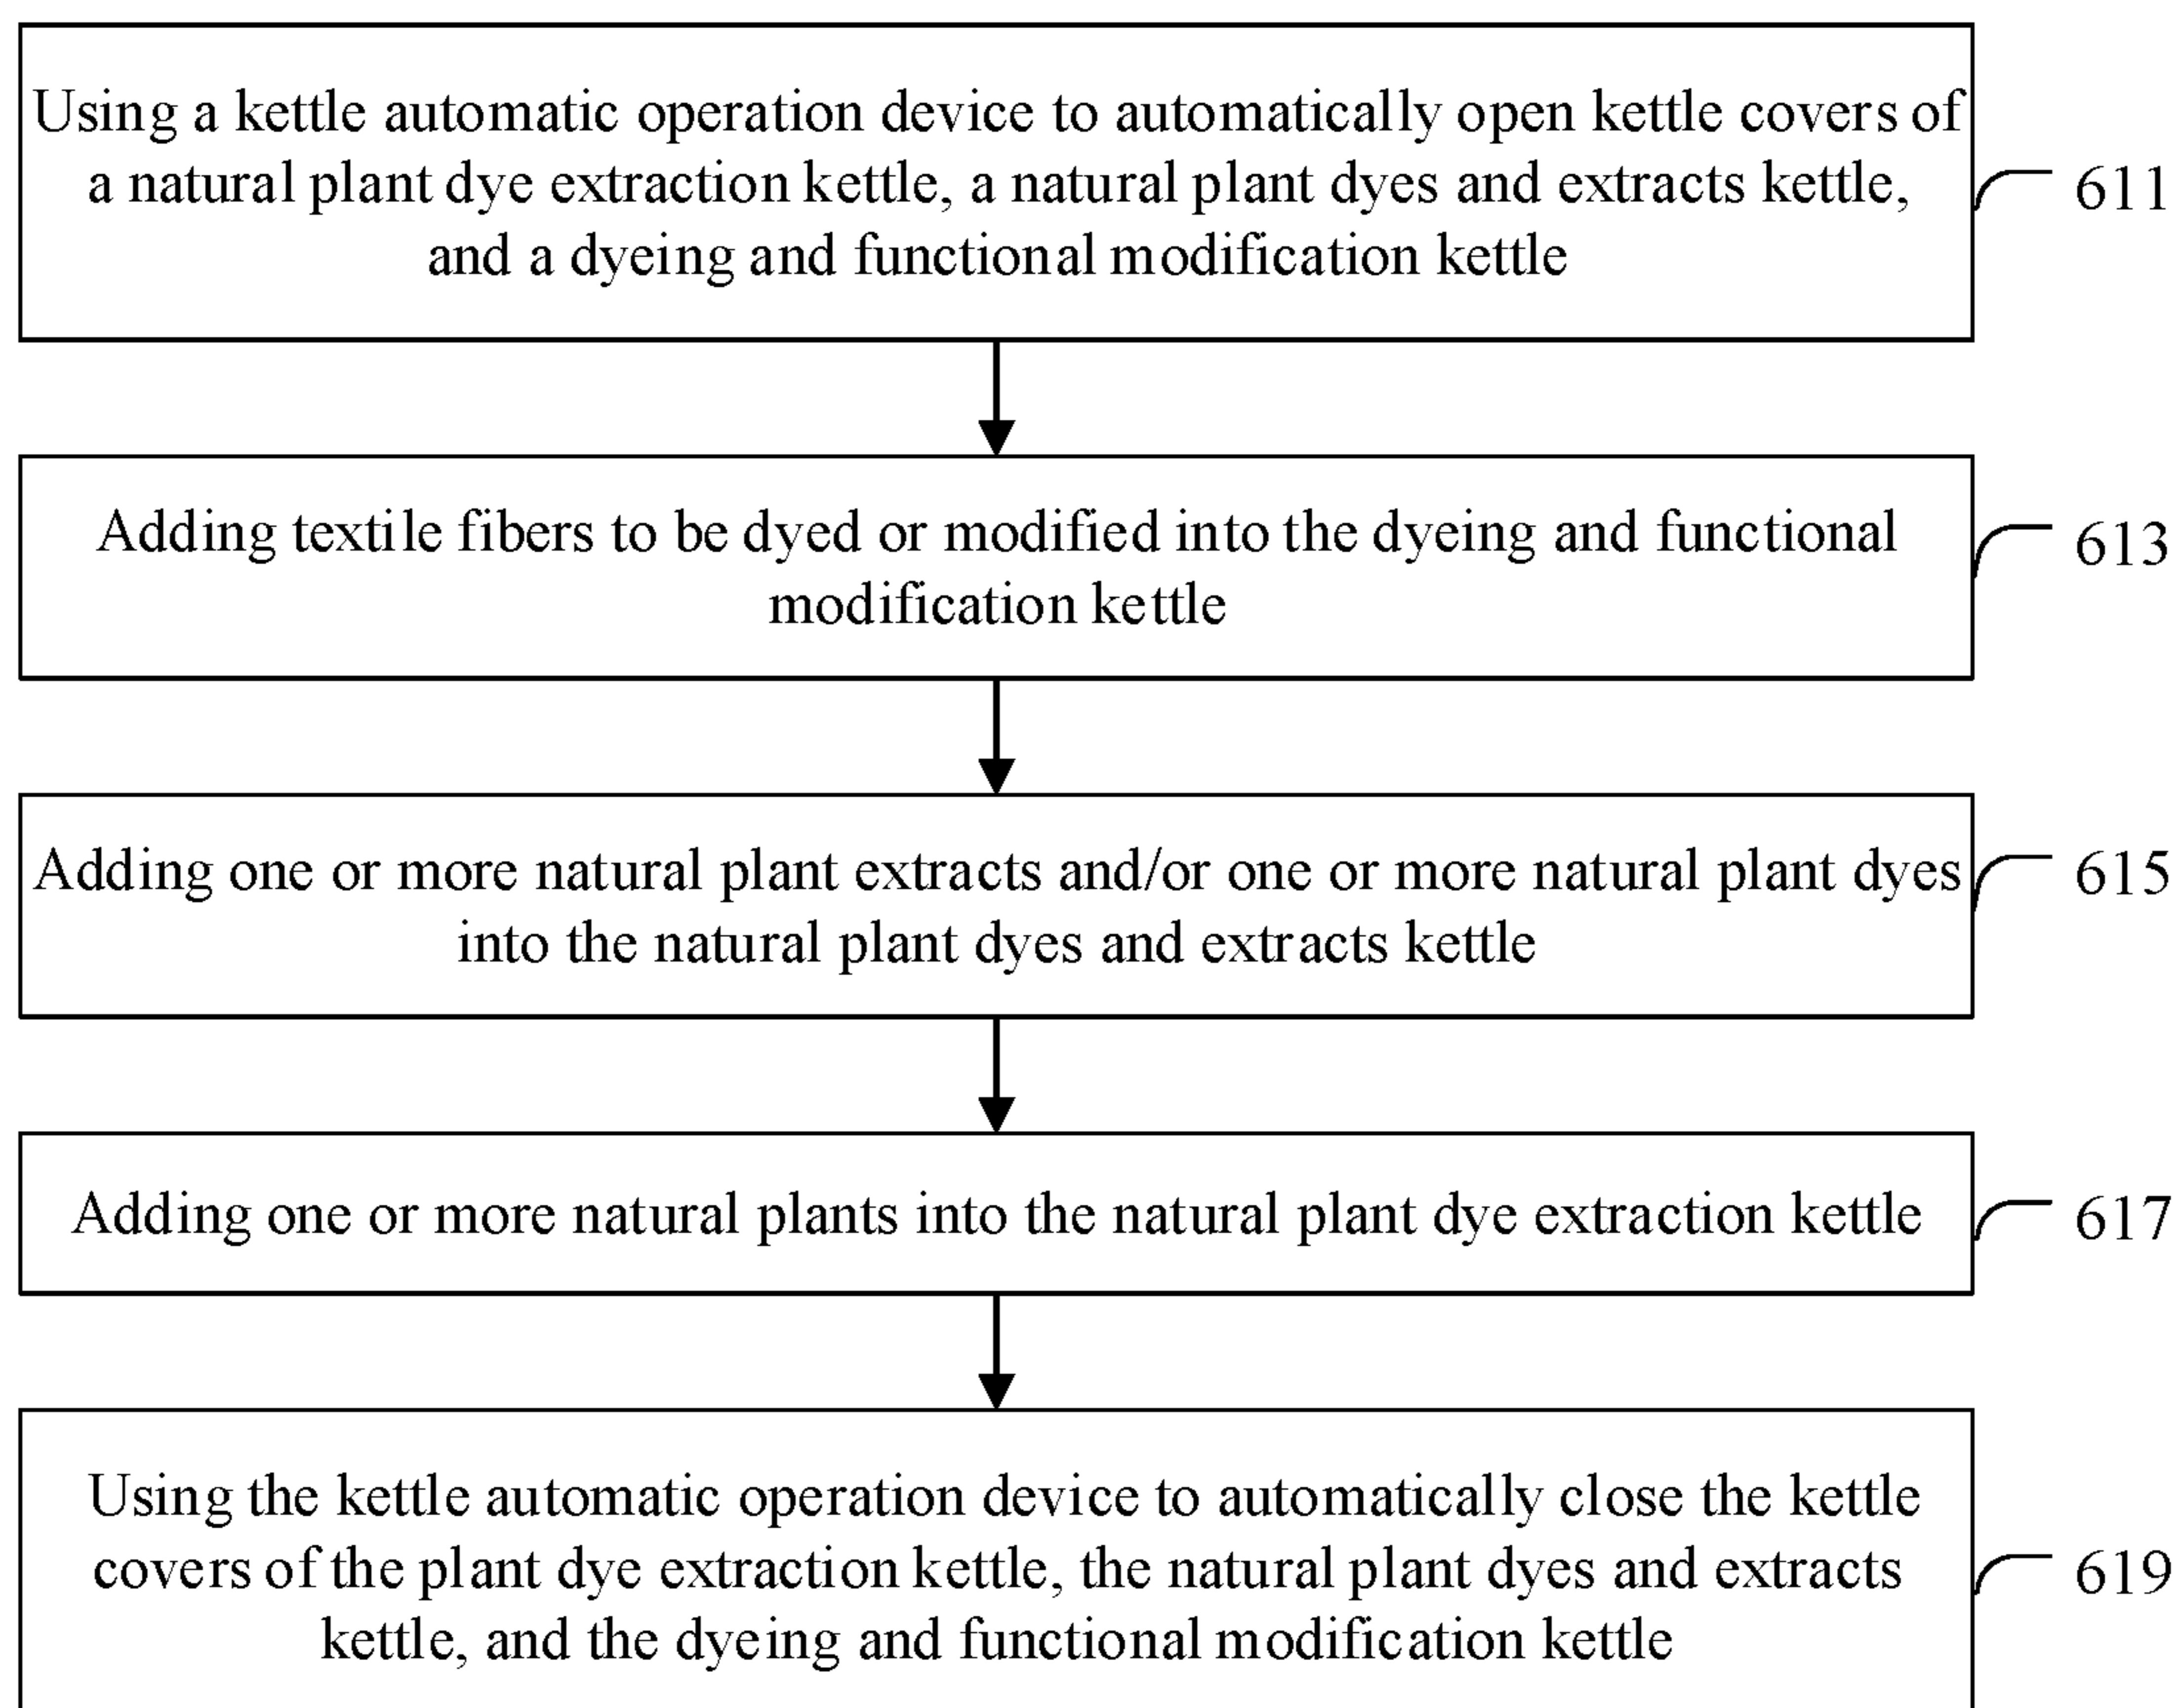 Using a kettle automatic operation device to automatically open kettle covers of
a natural plant dye extraction kettle, a natural plant dyes and extracts kettle,
and a dyeing and functional modification kettle
611
Adding textile fibers to be dyed or modified into the dyeing and functional
modification kettle
613
Adding one or more natural plant extracts and/or one or more natural plant dyes
into the natural plant dyes and extracts kettle
615
Adding one or more natural plants into the natural plant dye extraction kettle
617
Using the kettle automatic operation device to automatically close the kettle
covers of the plant dye extraction kettle, the natural plant dyes and extracts
kettle, and the dyeing and functional modification kettle
619